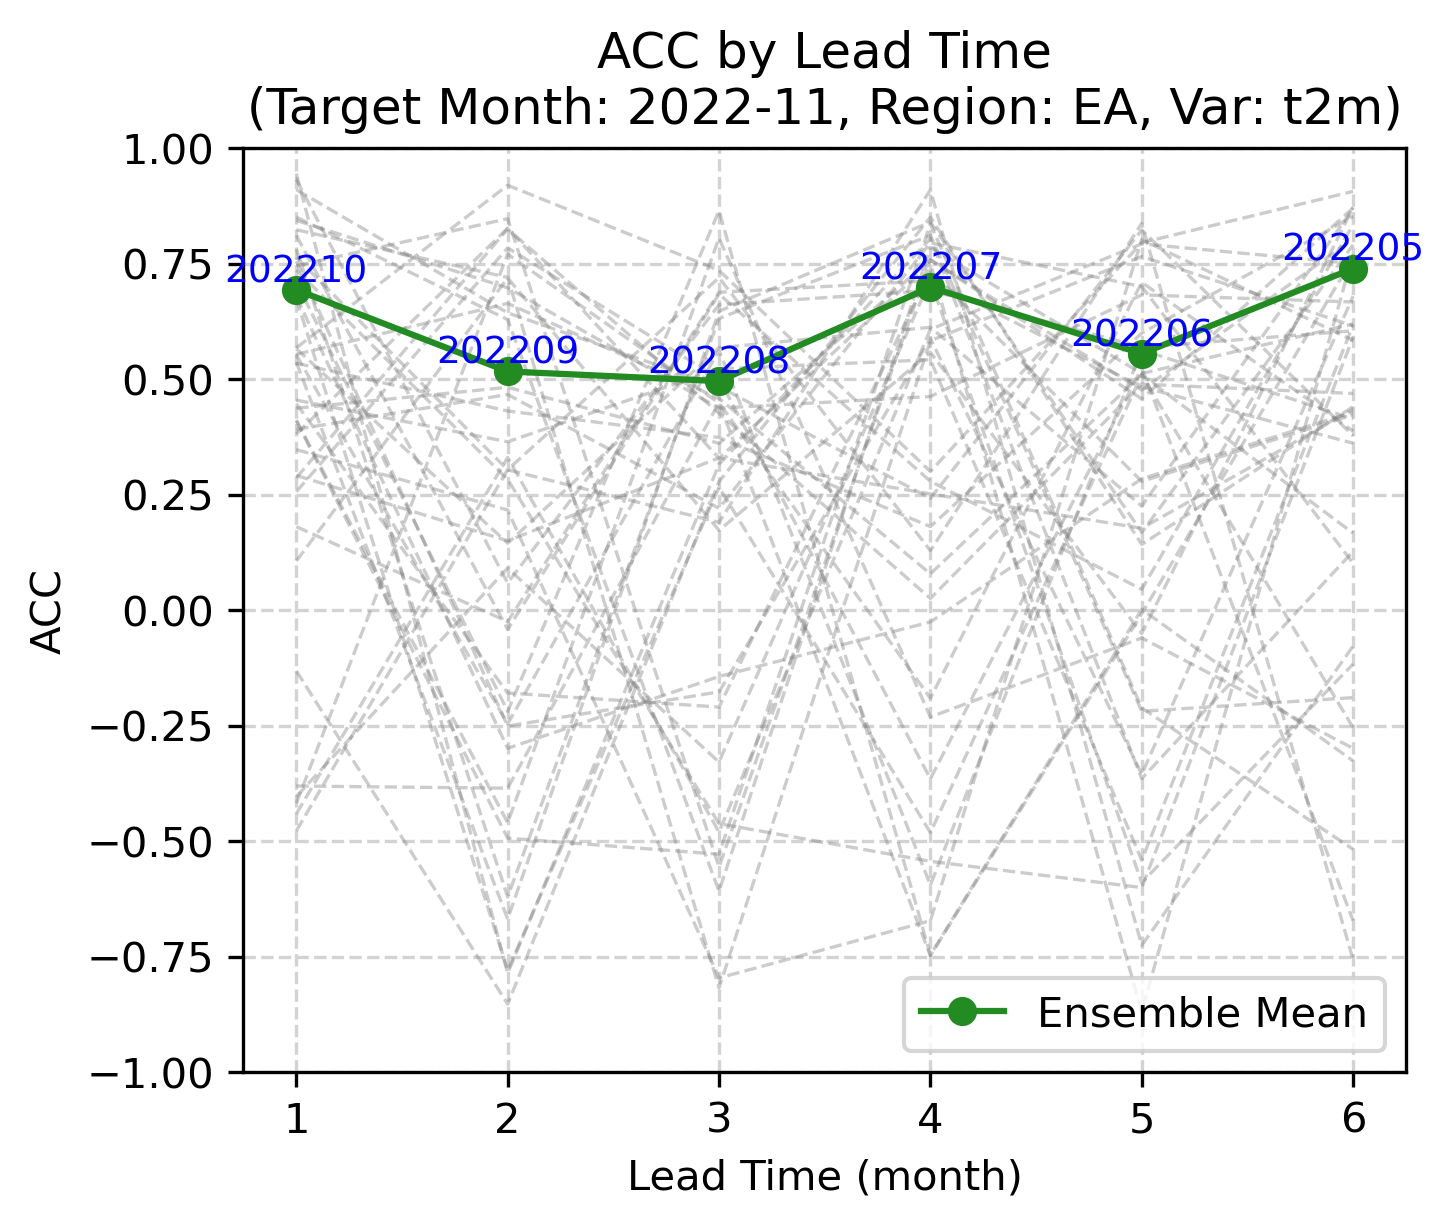 ACC by Lead Time
(Target Month: 2022-11, Region: EA, Var: t2m)
1.00
0.75
0.50
0.25
0.00
−0.25
−0.50
−0.75
−1.00
ACC
202210
202209
202208
202207
202206
202205
Ensemble Mean
1 2 3 4 5 6
Lead Time (month)